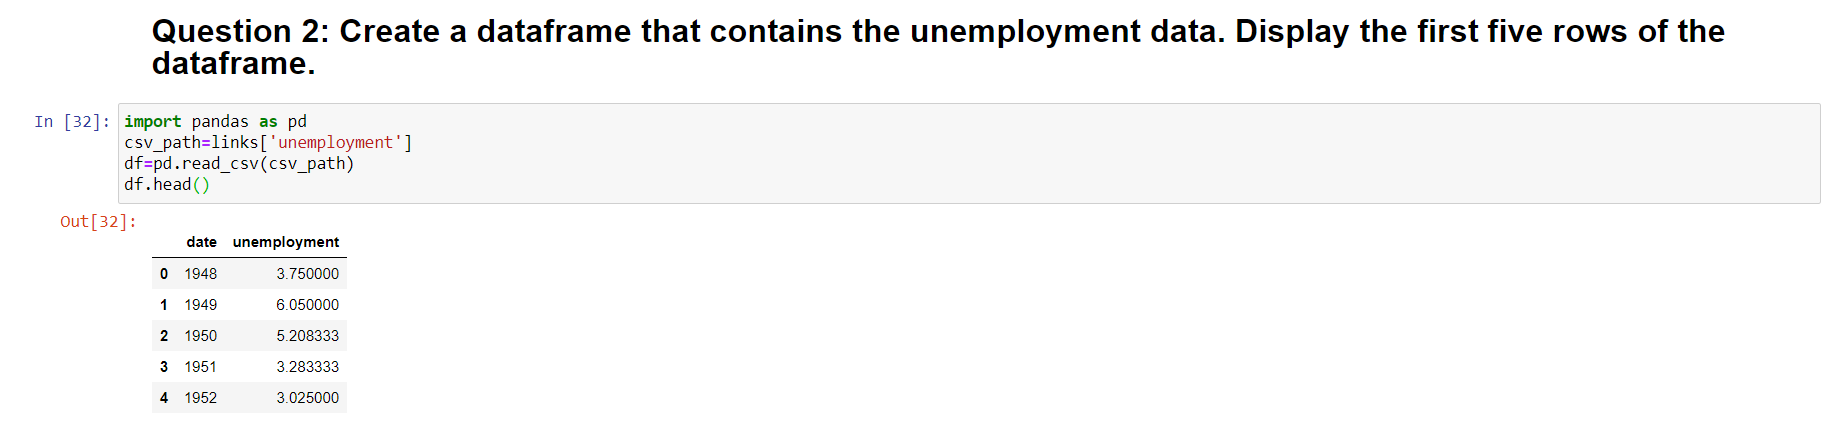 Question 2: Create a dataframe that contains the unemployment data. Display the first five rows of the
dataframe.
In [32]: import pandas as pd
csv_path=links['unemployment']
df=pd.read_csv(csv_path)
df.head()
Out[32]:
date unemployment
0 1948 3.750000
1 1949 6.050000
2 1950 5.208333
3 1951 3.283333
4 1952 3.025000